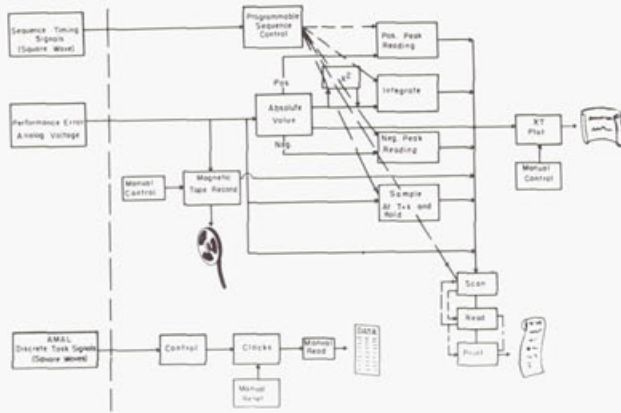 Sequence Timing
Signals
(Square Wave)
Programmable
Sequence
Control
Pos. Peak
Reading
X²
Integrate
Pos.
Performance Error
Analog Voltage
Absolute
Value
Neg.
Neg. Peak
Reading
XT
Plot
Manual
Control
Manual
Control
Magnetic
Tape Record
Sample
At T=k and
Hold
Scan
Read
Print
AMAL
Discrete Task Signals
(Square Waves)
Control
Clocks
Manual
Read
DATA
Manual
Reset